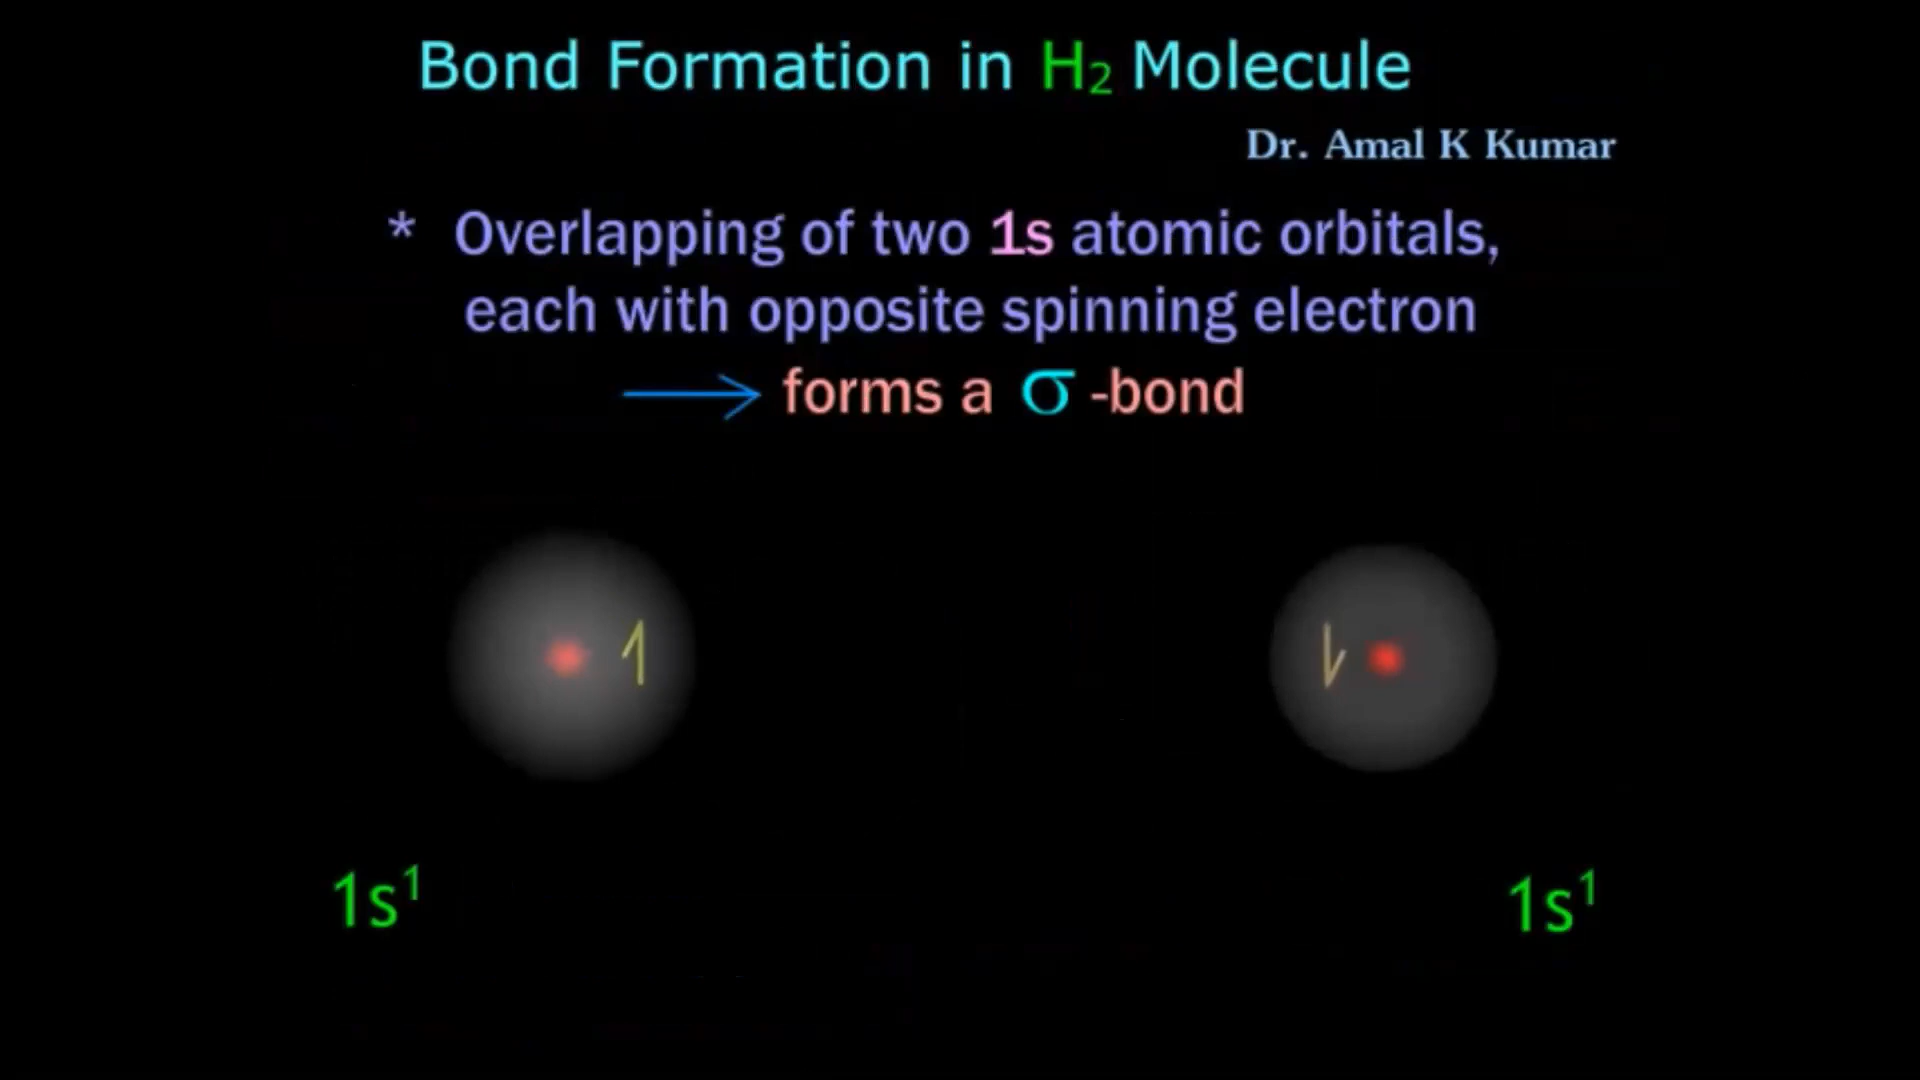 Bond Formation in H₂ Molecule
Dr. Amal K Kumar
* Overlapping of two 1s atomic orbitals,
each with opposite spinning electron
⟶ forms a σ -bond
↿ ⇂
1s¹ 1s¹